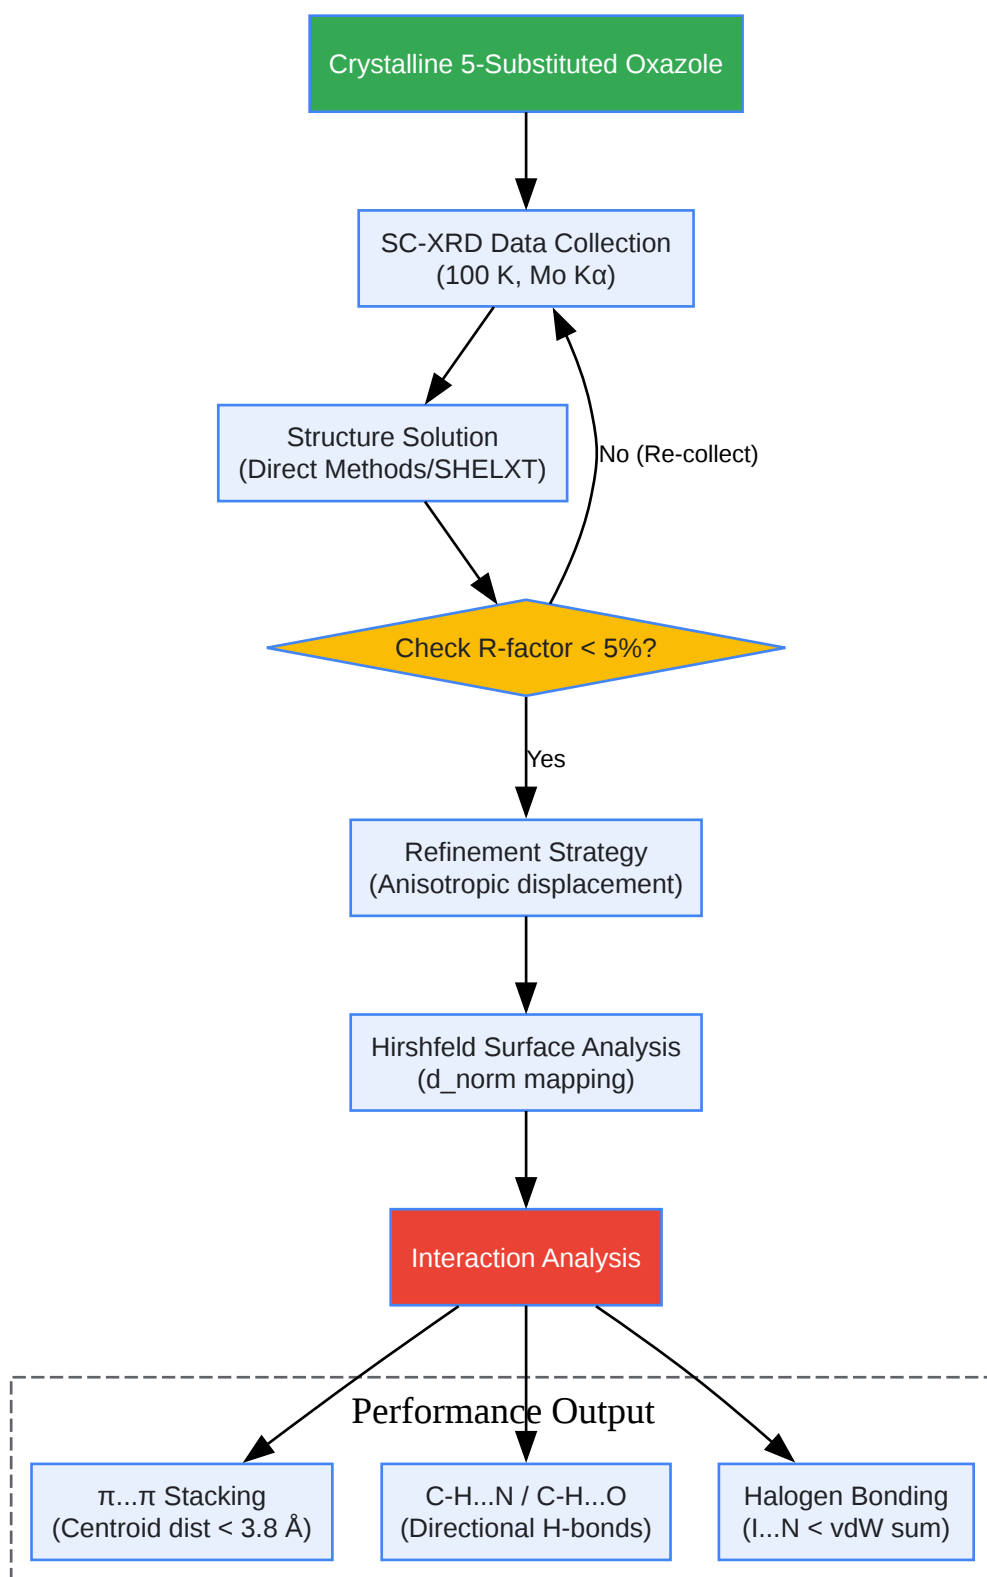 Crystalline 5-Substituted Oxazole
SC-XRD Data Collection
(100 K, Mo Kα)
Structure Solution
(Direct Methods/SHELXT)
No (Re-collect)
Check R-factor < 5%?
Yes
Refinement Strategy
(Anisotropic displacement)
Hirshfeld Surface Analysis
(d_norm mapping)
Interaction Analysis
Performance Output
π...π Stacking
(Centroid dist < 3.8 Å)
C-H...N / C-H...O
(Directional H-bonds)
Halogen Bonding
(I...N < vdW sum)